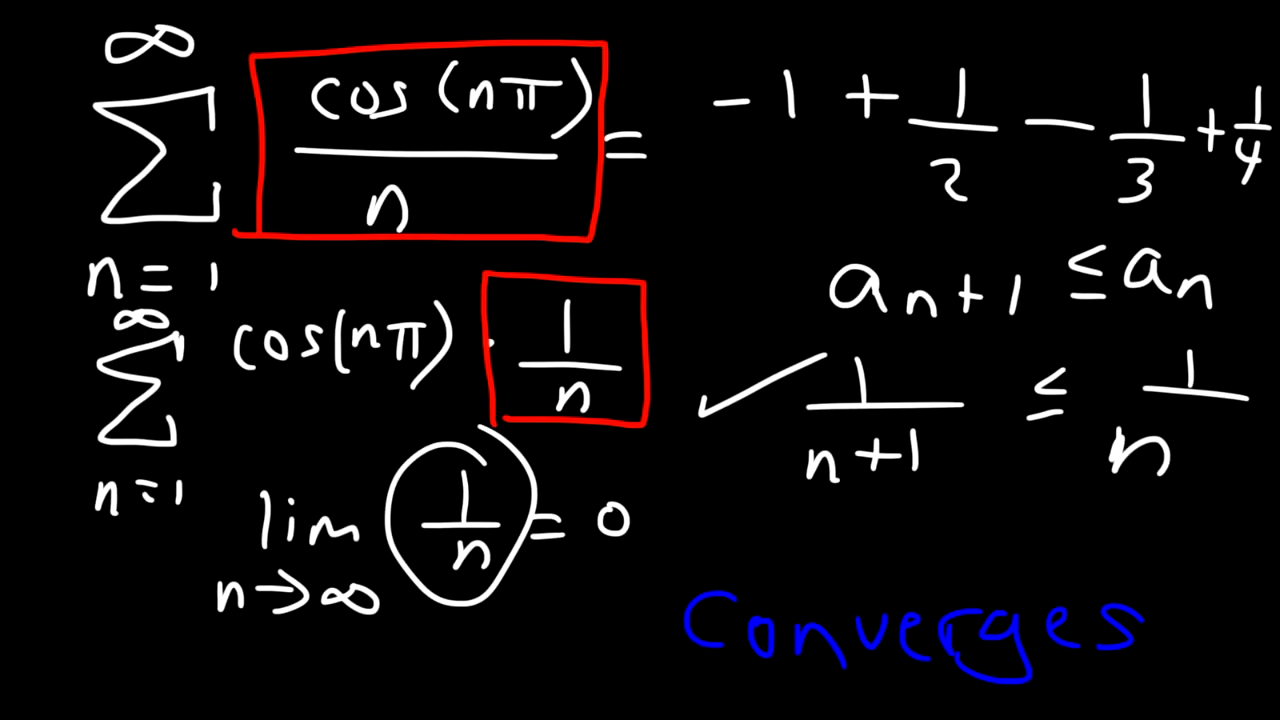 ∞
∑ cos(nπ)/n = -1 + 1/2 - 1/3 + 1/4
n = 1
a_{n+1} ≤ a_n
∞
∑ cos(nπ) · 1/n
n = 1
✓ 1/(n+1) ≤ 1/n
lim 1/n = 0
n→∞
Converges